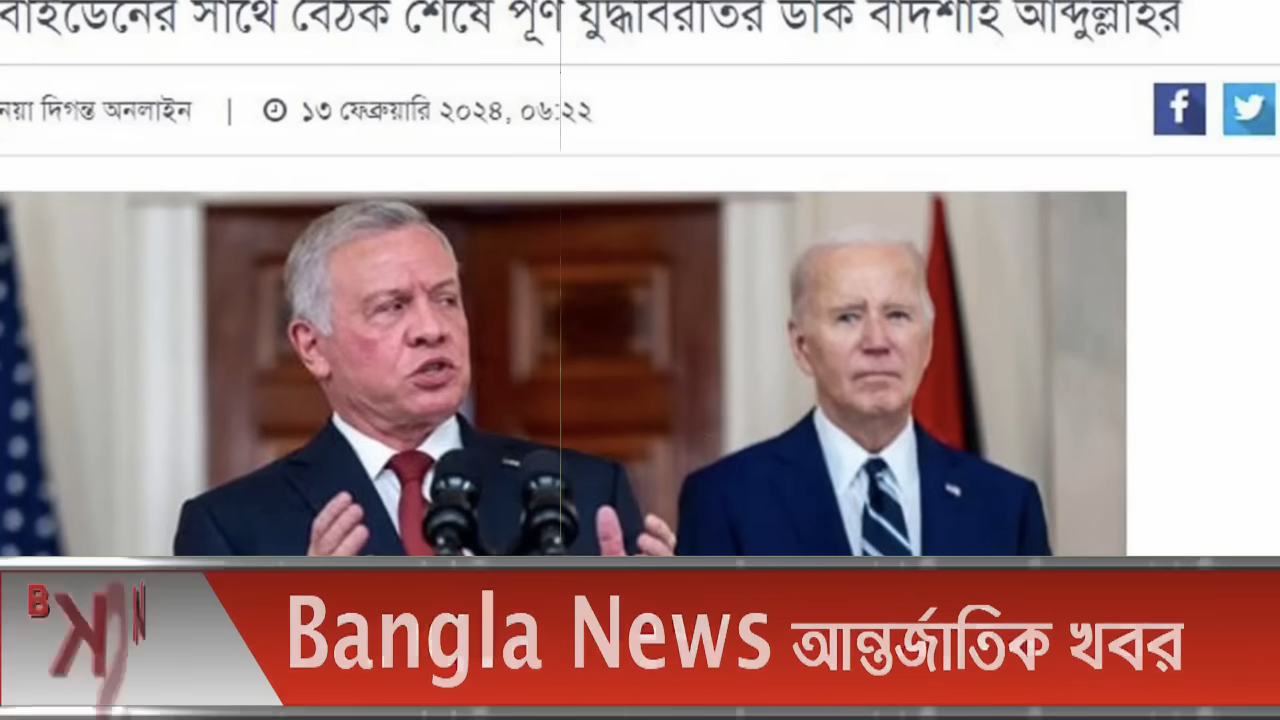 বাইডেনের সাথে বৈঠক শেষে পূর্ণ যুদ্ধবিরতির ডাক বাদশাহ আব্দুল্লাহর
নয়া দিগন্ত অনলাইন | ১৩ ফেব্রুয়ারি ২০২৪, ০৬:২২
B N
Bangla News আন্তর্জাতিক খবর